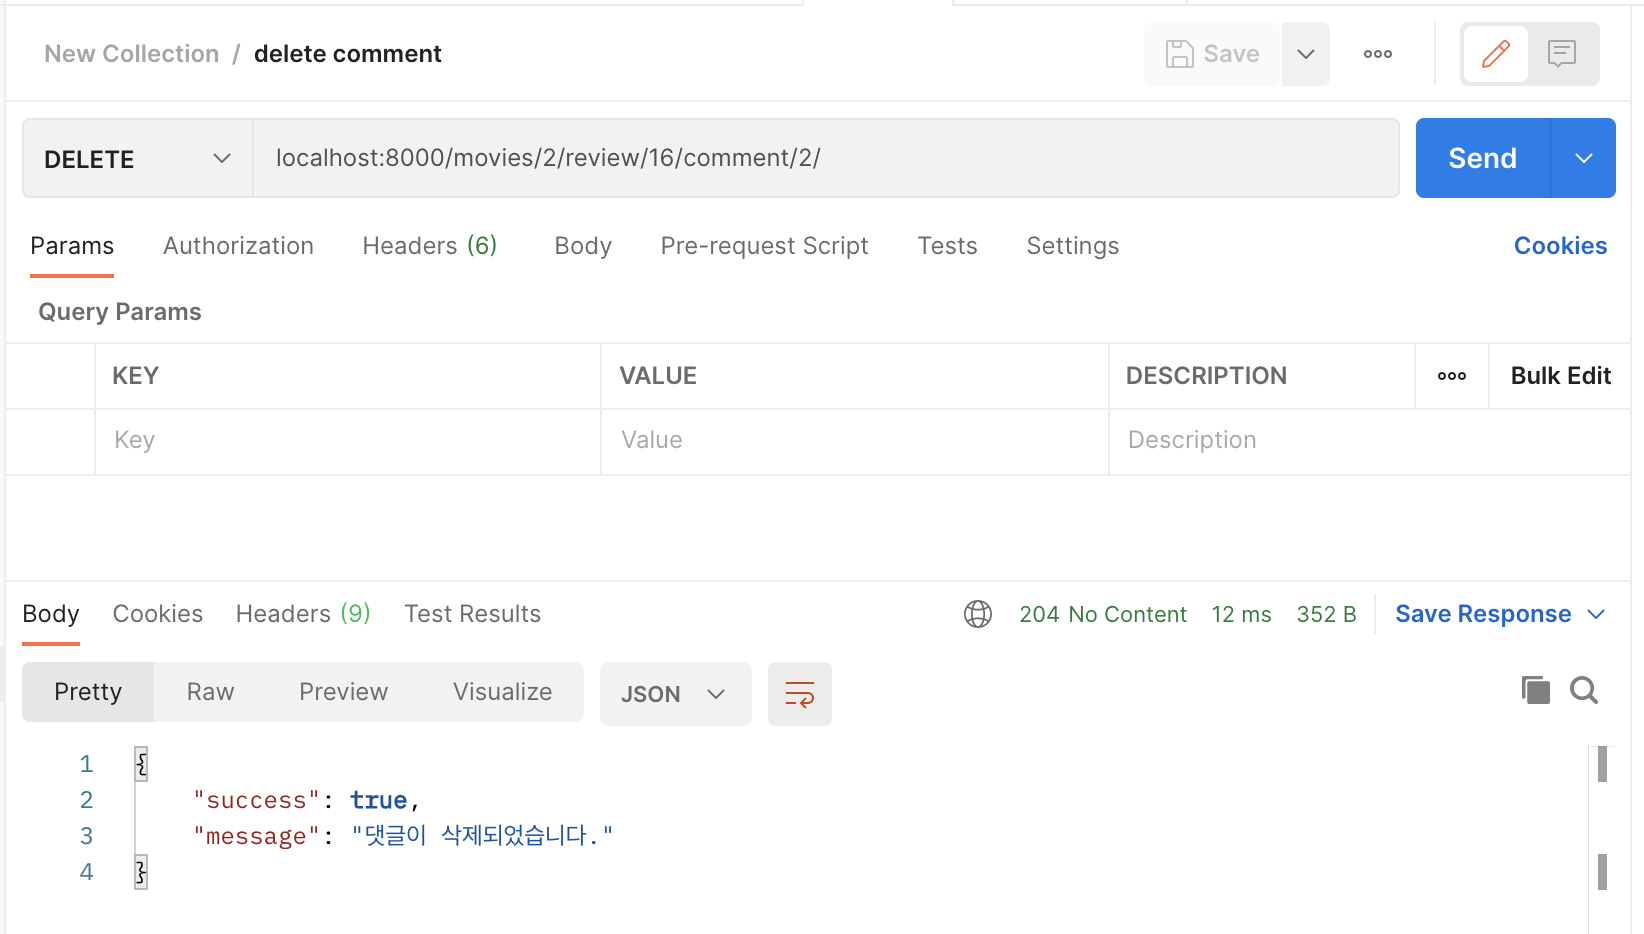 New Collection / delete comment
Save
DELETE
localhost:8000/movies/2/review/16/comment/2/
Send
Params Authorization Headers (6) Body Pre-request Script Tests Settings Cookies
Query Params
KEY VALUE DESCRIPTION Bulk Edit
Key Value Description
Body Cookies Headers (9) Test Results 204 No Content 12 ms 352 B Save Response
Pretty Raw Preview Visualize JSON
1 {
2 "success": true,
3 "message": "댓글이 삭제되었습니다."
4 }